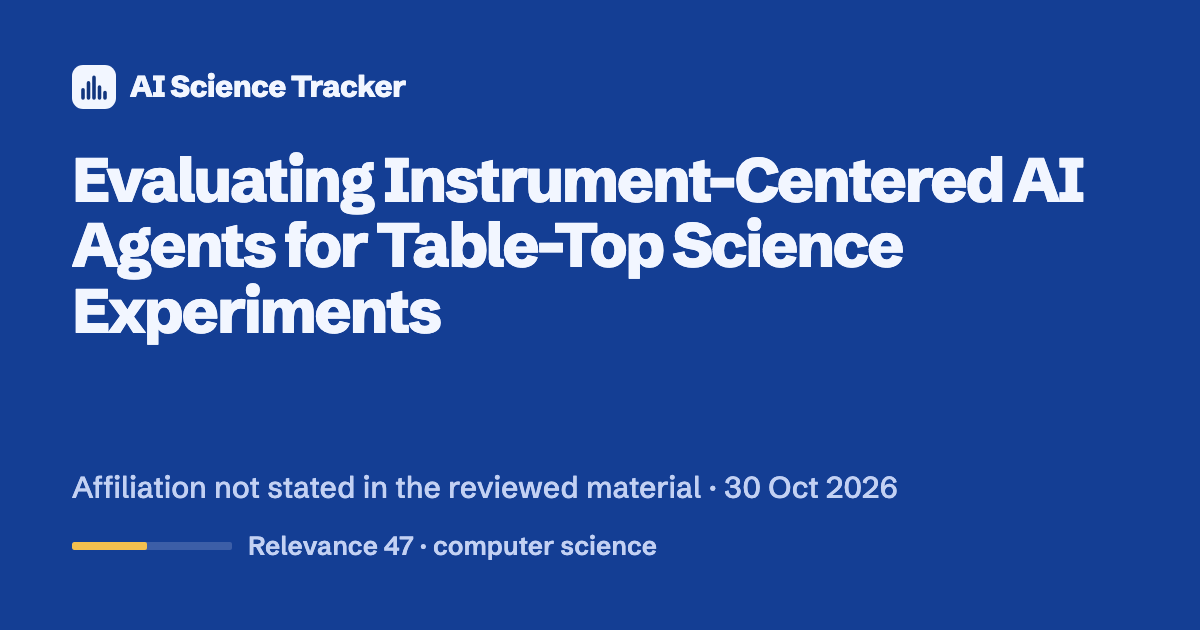 AI Science Tracker
Evaluating Instrument-Centered AI
Agents for Table-Top Science
Experiments
Affiliation not stated in the reviewed material · 30 Oct 2026
Relevance 47 · computer science